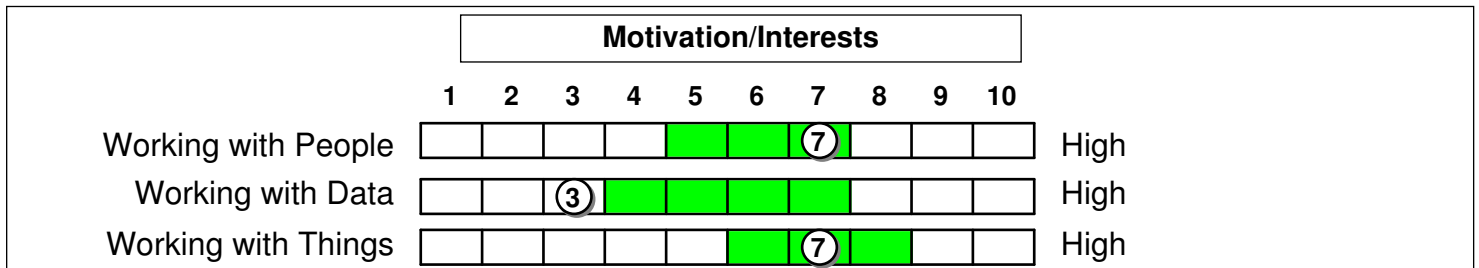 Motivation/Interests
1 2 3 4 5 6 7 8 9 10
Working with People 7 High
Working with Data 3 High
Working with Things 7 High